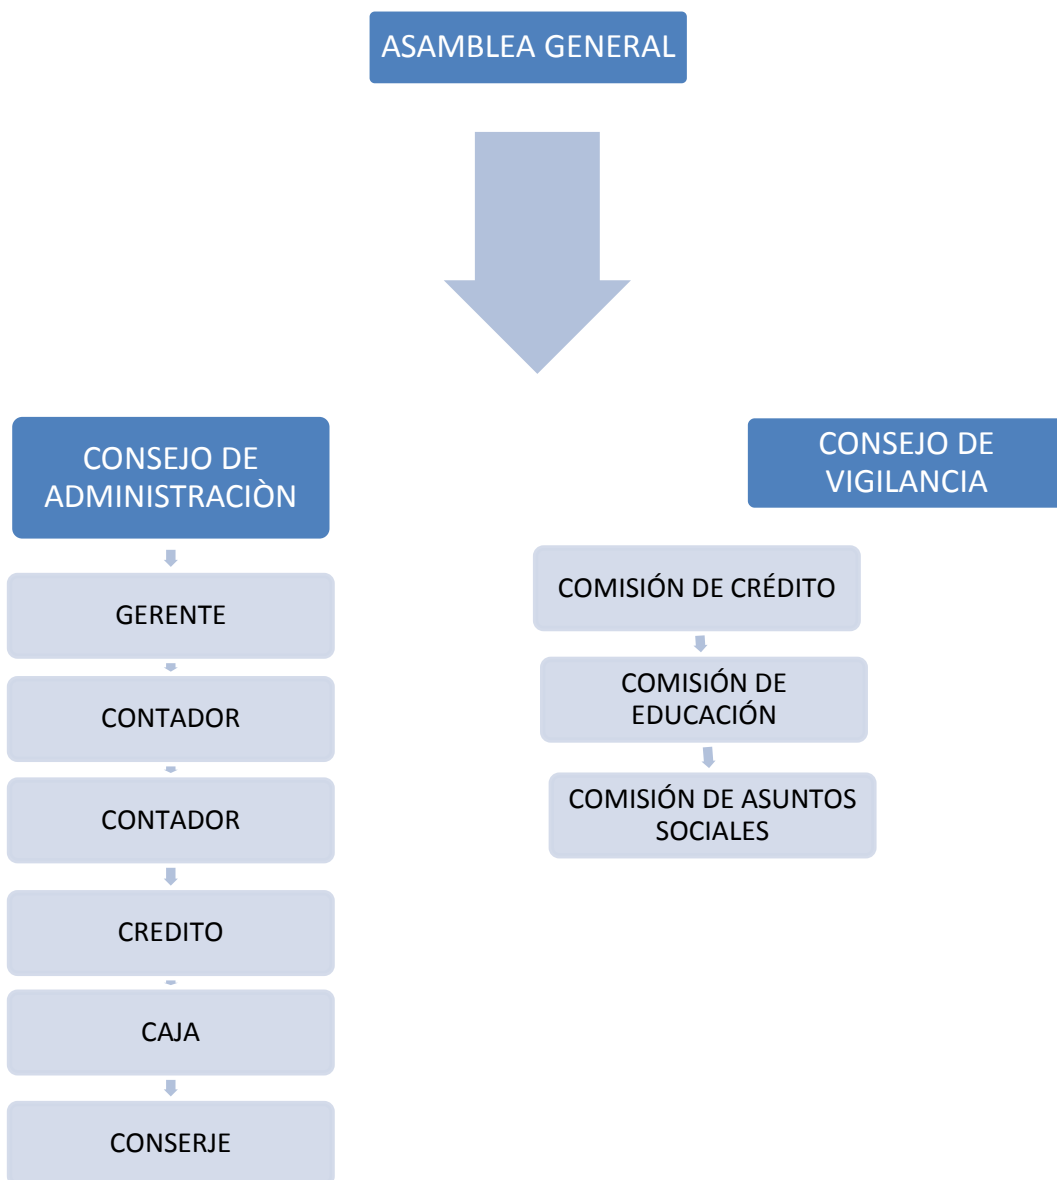 ASAMBLEA GENERAL
CONSEJO DE
ADMINISTRACIÒN
GERENTE
CONTADOR
CONTADOR
CREDITO
CAJA
CONSERJE
CONSEJO DE
VIGILANCIA
COMISIÓN DE CRÉDITO
COMISIÓN DE
EDUCACIÓN
COMISIÓN DE ASUNTOS
SOCIALES